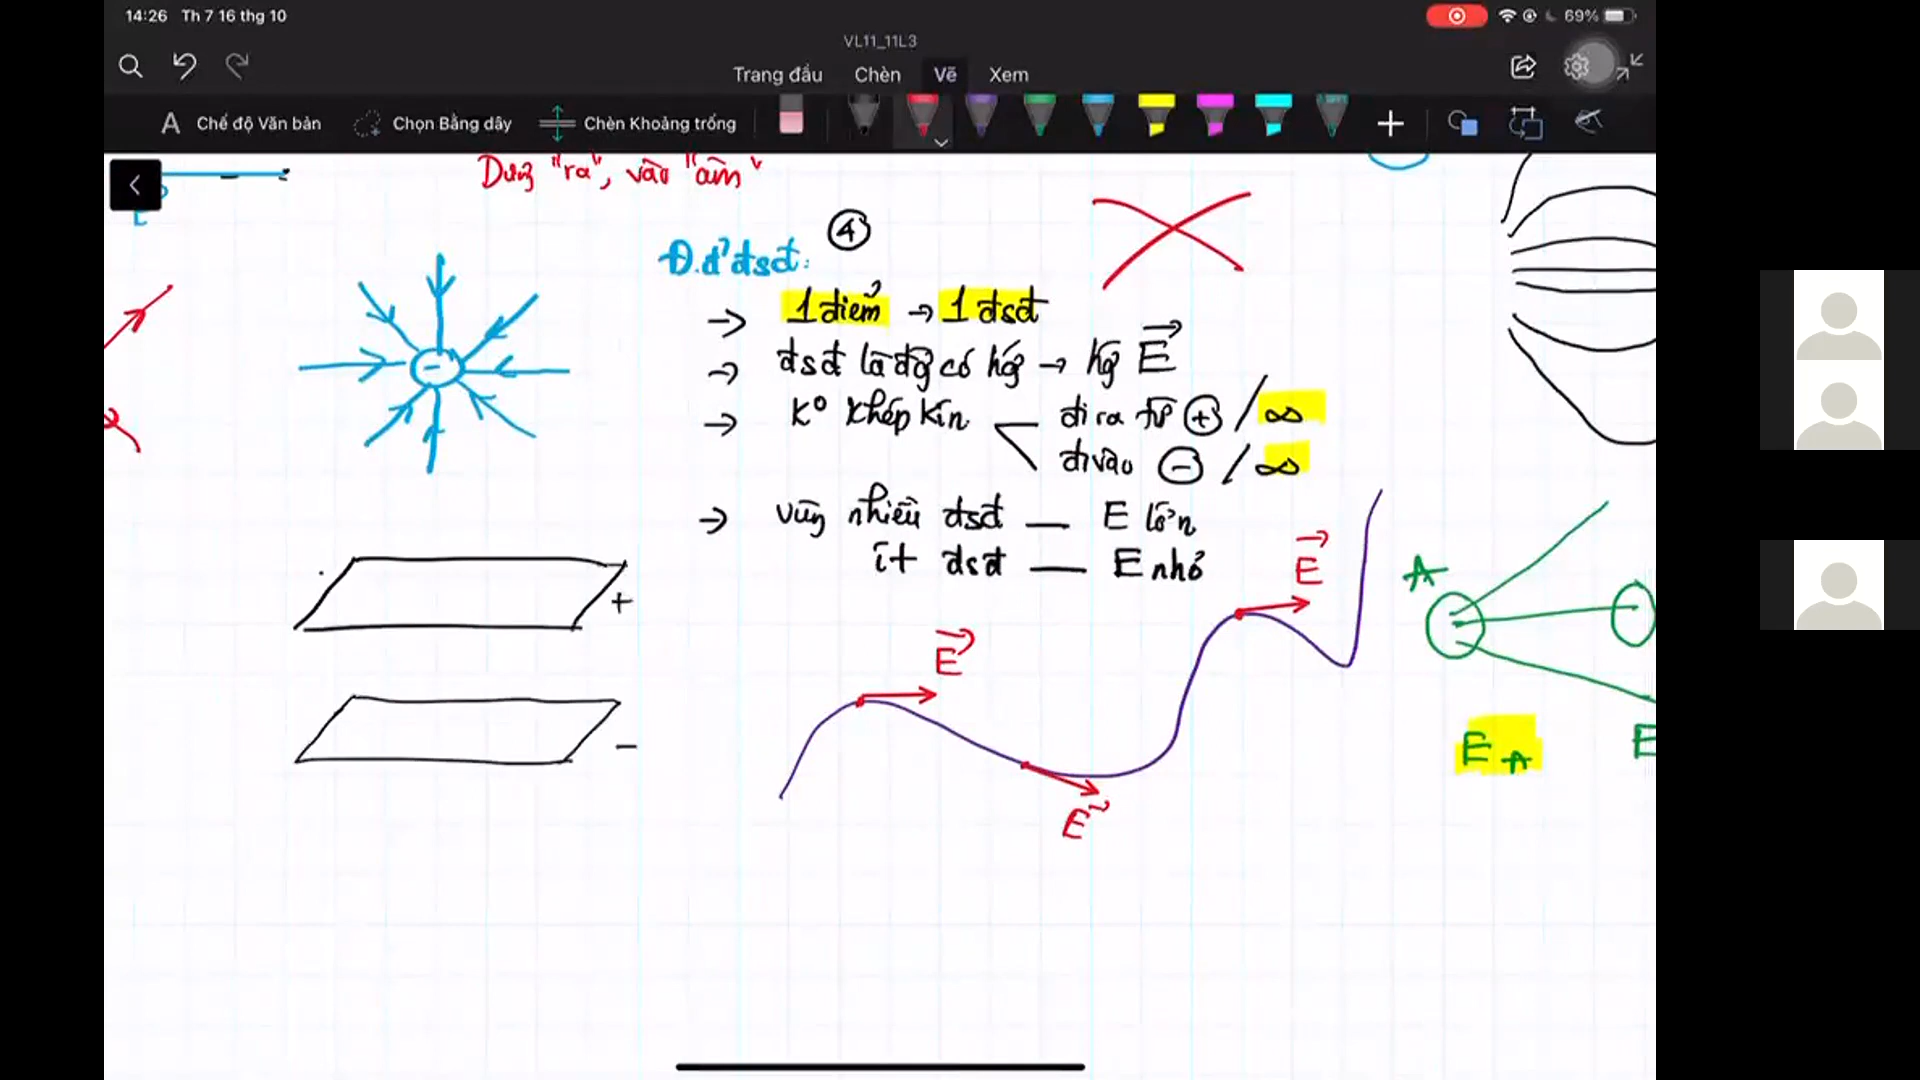 14:26 Th 7 16 thg 10
69%
VL11_11L3
Trang đầu Chèn Vẽ Xem
A Chế độ Văn bản Chọn Bằng dây Chèn Khoảng trống
"ra", vào "âm"
4
Đ.đ' đsđ:
→ 1 điểm → 1 đsđ
→ đsđ là đg có hg → hg E
→ K° khép kín đi ra từ + / ∞
đi vào - / ∞
→ vùng nhiều đsđ — E lớn
ít đsđ — E nhỏ
-
+
-
E
E
E
A
E A
E